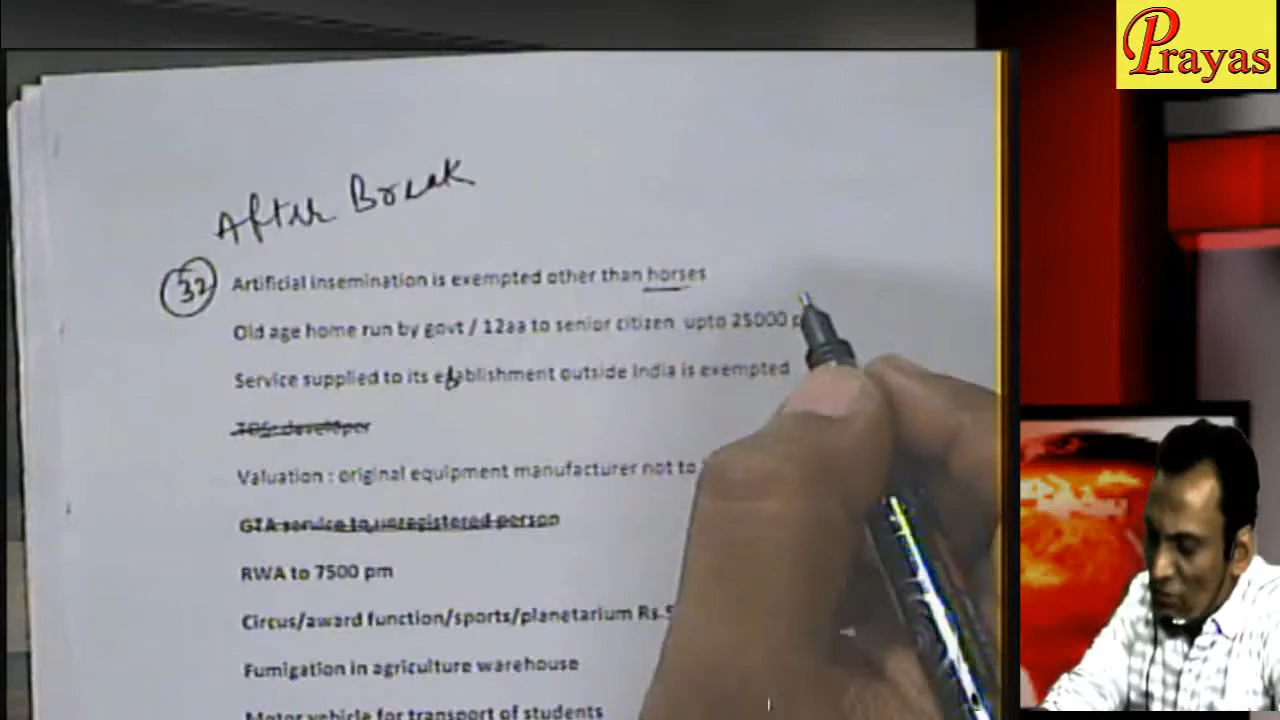 Prayas
After Break
32 Artificial insemination is exempted other than horses
Old age home run by govt / 12aa to senior citizen upto 25000 p
Service supplied to its establishment outside India is exempted
TDS developer
Valuation : original equipment manufacturer not to
GTA service to unregistered person
RWA to 7500 pm
Circus/award function/sports/planetarium Rs.5
Fumigation in agriculture warehouse
Motor vehicle for transport of students